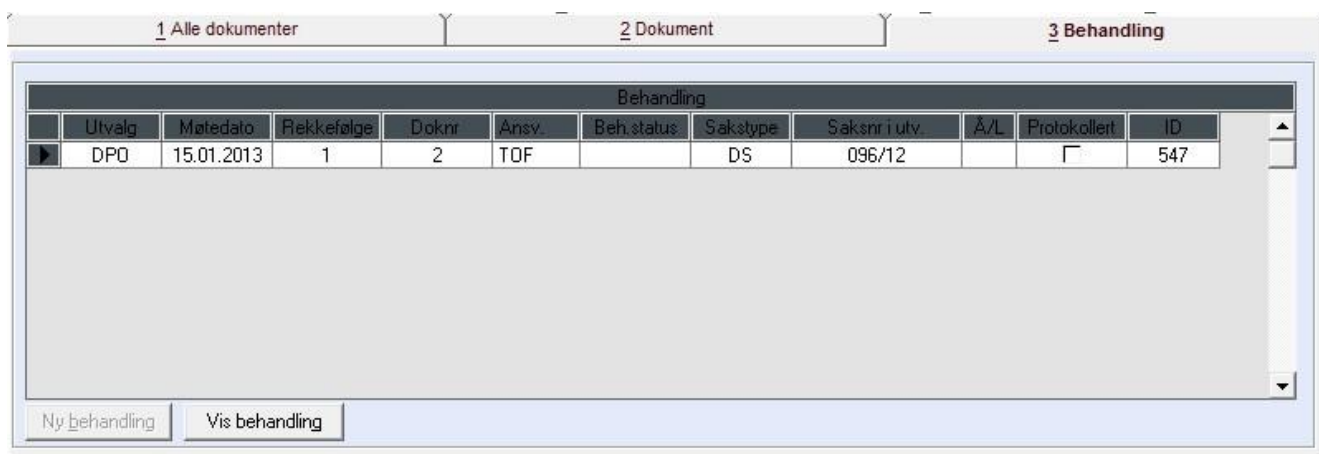 1 Alle dokumenter 2 Dokument 3 Behandling
Behandling
Utvalg Møtedato Rekkefølge Doknr Ansv. Beh.status Sakstype Saksnr i utv. Å/L Protokollert ID
DPO 15.01.2013 1 2 TOF DS 096/12 547
Ny behandling Vis behandling